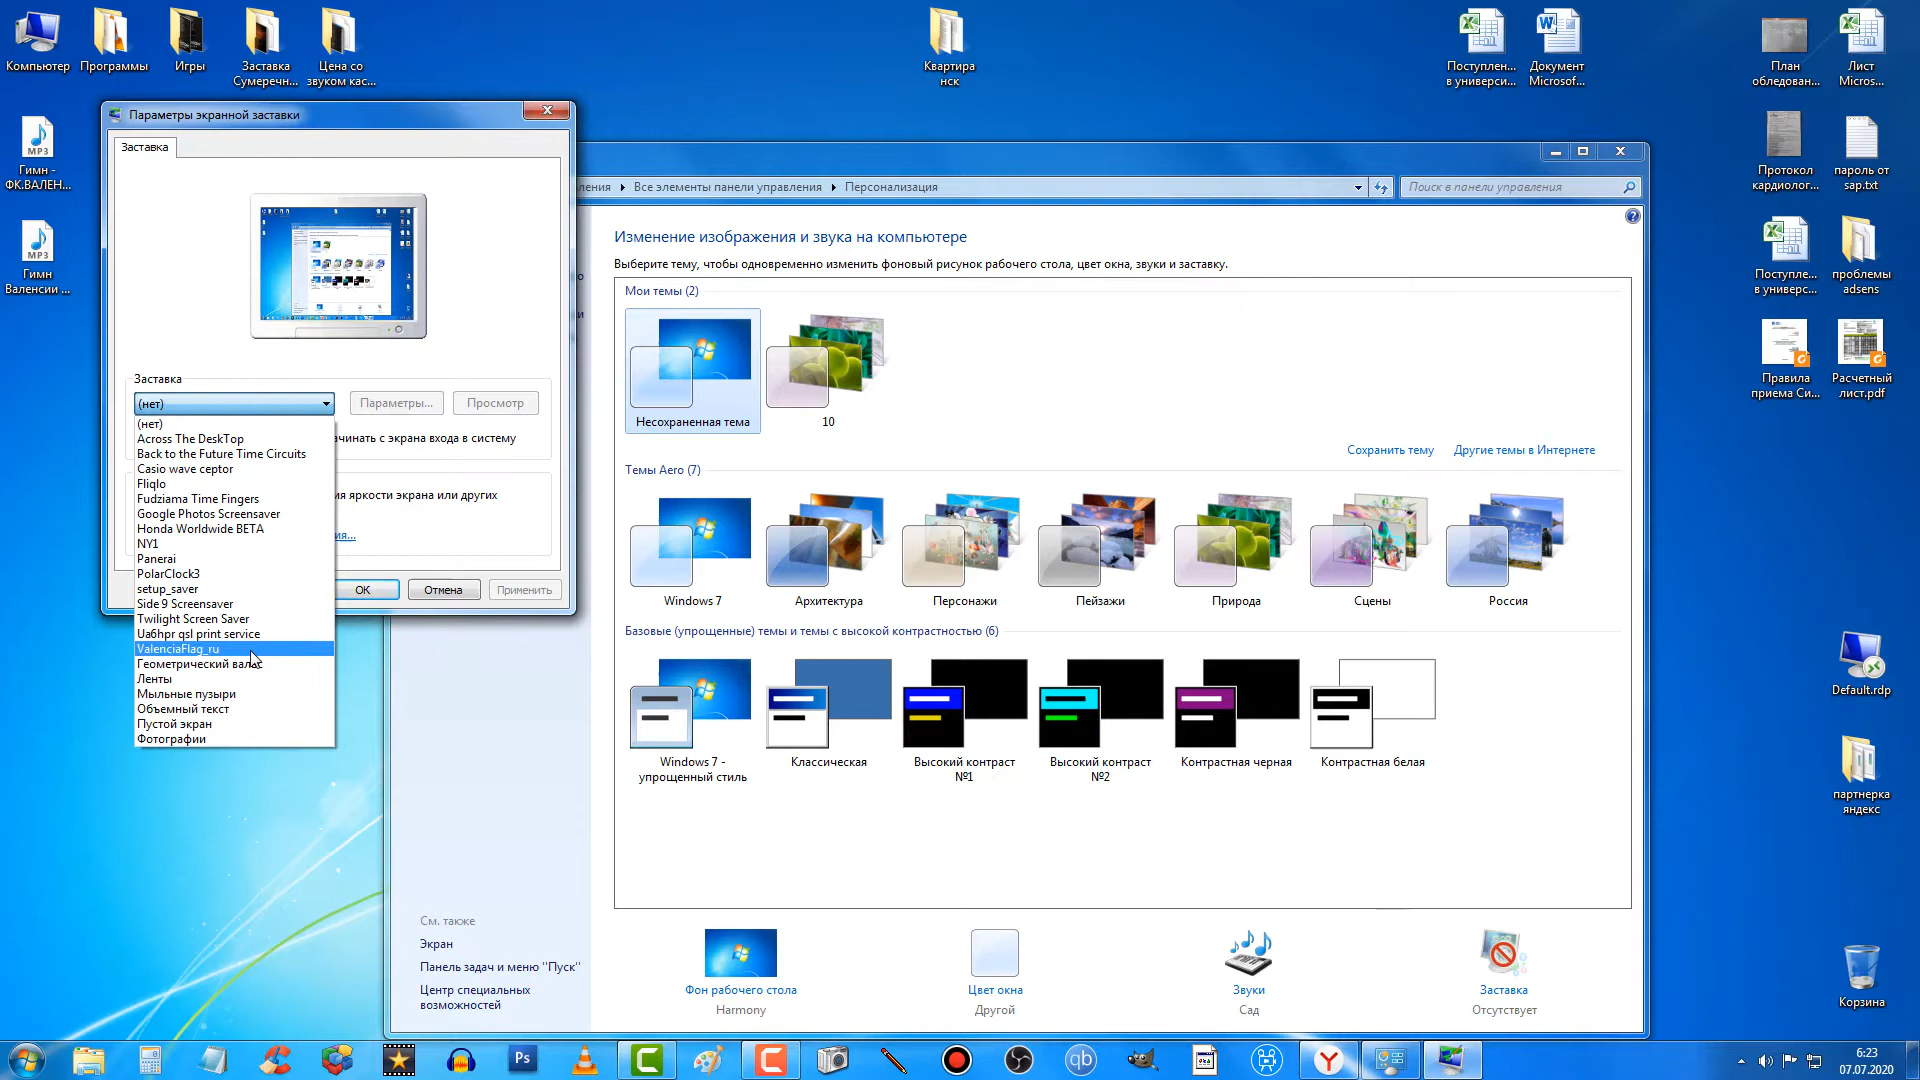 Компьютер
Программы
Игры
Заставка
Сумеречн...
Цена со
звуком кас...
Квартира
нск
Поступлен...
в универси...
Документ
Microsof...
План
обледован...
Лист
Micros...
MP3
Гимн -
ФК.ВАЛЕН...
MP3
Гимн
Валенсии ...
Протокол
кардиолог...
пароль от
sap.txt
Поступле...
в универс...
проблемы
adsens
Правила
приема Си...
Расчетный
лист.pdf
Default.rdp
партнерка
яндекс
Корзина
Параметры экранной заставки
Заставка
Заставка
(нет)
Параметры...
Просмотр
(нет)
Across The DeskTop
Back to the Future Time Circuits
Casio wave ceptor
Fliqlo
Fudziama Time Fingers
Google Photos Screensaver
Honda Worldwide BETA
NY1
Panerai
PolarClock3
setup_saver
Side 9 Screensaver
Twilight Screen Saver
Ua6hpr qsl print service
ValenciaFlag_ru
Геометрический вальс
Ленты
Мыльные пузыри
Объемный текст
Пустой экран
Фотографии
чинать с экрана входа в систему
ия яркости экрана или других
ия...
OK
Отмена
Применить
ления
Все элементы панели управления
Персонализация
Поиск в панели управления
Изменение изображения и звука на компьютере
Выберите тему, чтобы одновременно изменить фоновый рисунок рабочего стола, цвет окна, звуки и заставку.
Мои темы (2)
Несохраненная тема
10
Сохранить тему
Другие темы в Интернете
Темы Aero (7)
Windows 7
Архитектура
Персонажи
Пейзажи
Природа
Сцены
Россия
Базовые (упрощенные) темы и темы с высокой контрастностью (6)
Windows 7 -
упрощенный стиль
Классическая
Высокий контраст
№1
Высокий контраст
№2
Контрастная черная
Контрастная белая
См. также
Экран
Панель задач и меню "Пуск"
Центр специальных
возможностей
Фон рабочего стола
Harmony
Цвет окна
Другой
Звуки
Сад
Заставка
Отсутствует
Ps
qb
6:23
07.07.2020